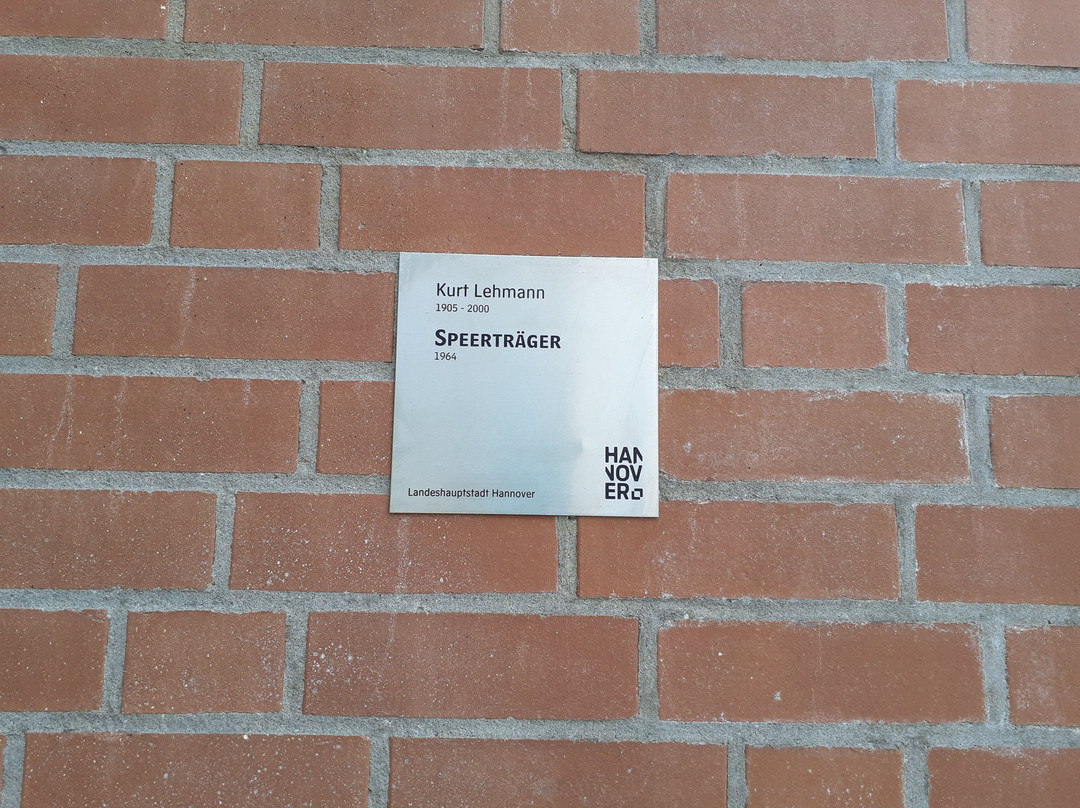 Kurt Lehmann
1905 - 2000
SPEERTRÄGER
1964
Landeshauptstadt Hannover
HAN
NOV
ER